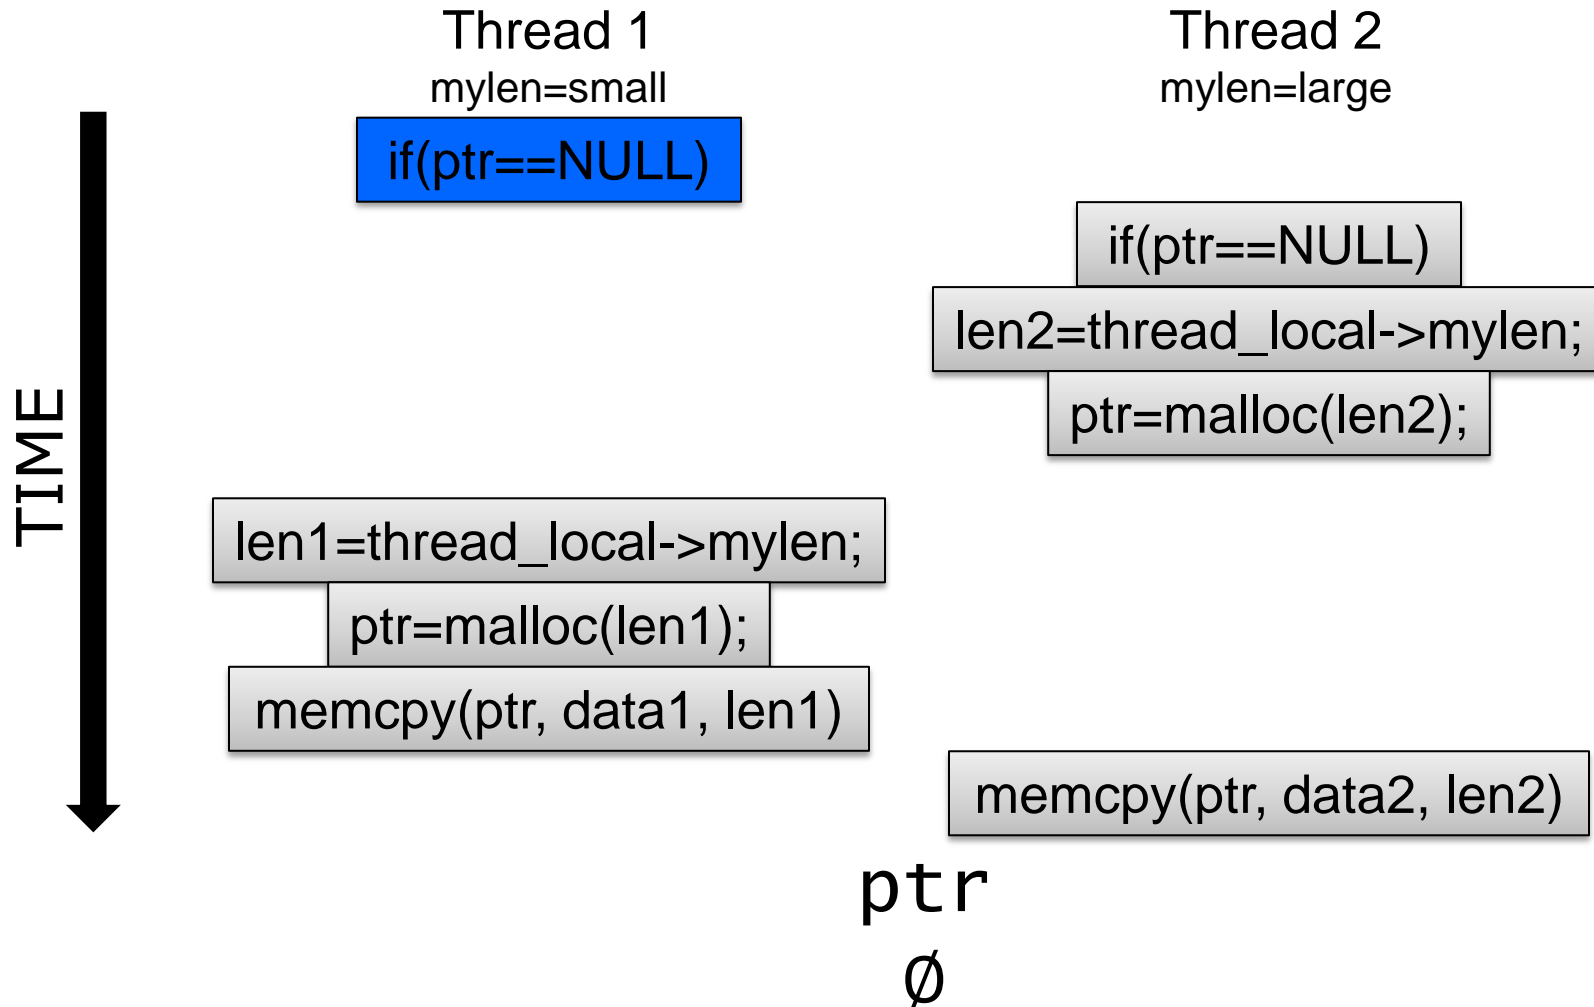 Thread 1
mylen=small
Thread 2
mylen=large
TIME
if(ptr==NULL)
if(ptr==NULL)
len2=thread_local->mylen;
ptr=malloc(len2);
len1=thread_local->mylen;
ptr=malloc(len1);
memcpy(ptr, data1, len1)
memcpy(ptr, data2, len2)
ptr
Ø